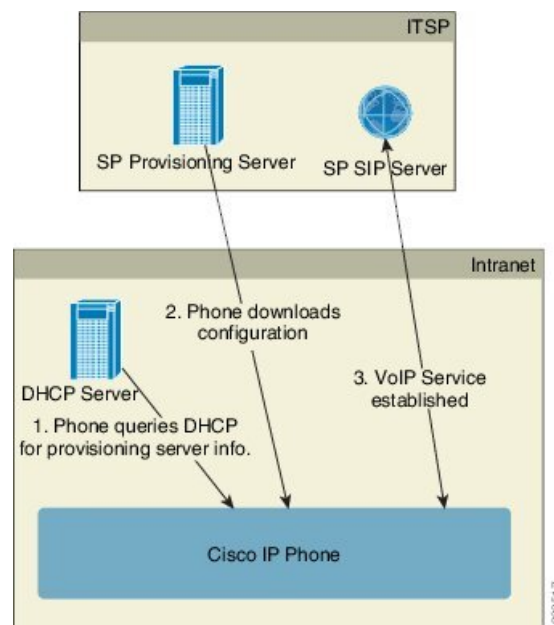 ITSP
SP Provisioning Server
SP SIP Server
Intranet
2. Phone downloads
configuration
DHCP Server
3. VoIP Service
established
1. Phone queries DHCP
for provisioning server info.
Cisco IP Phone